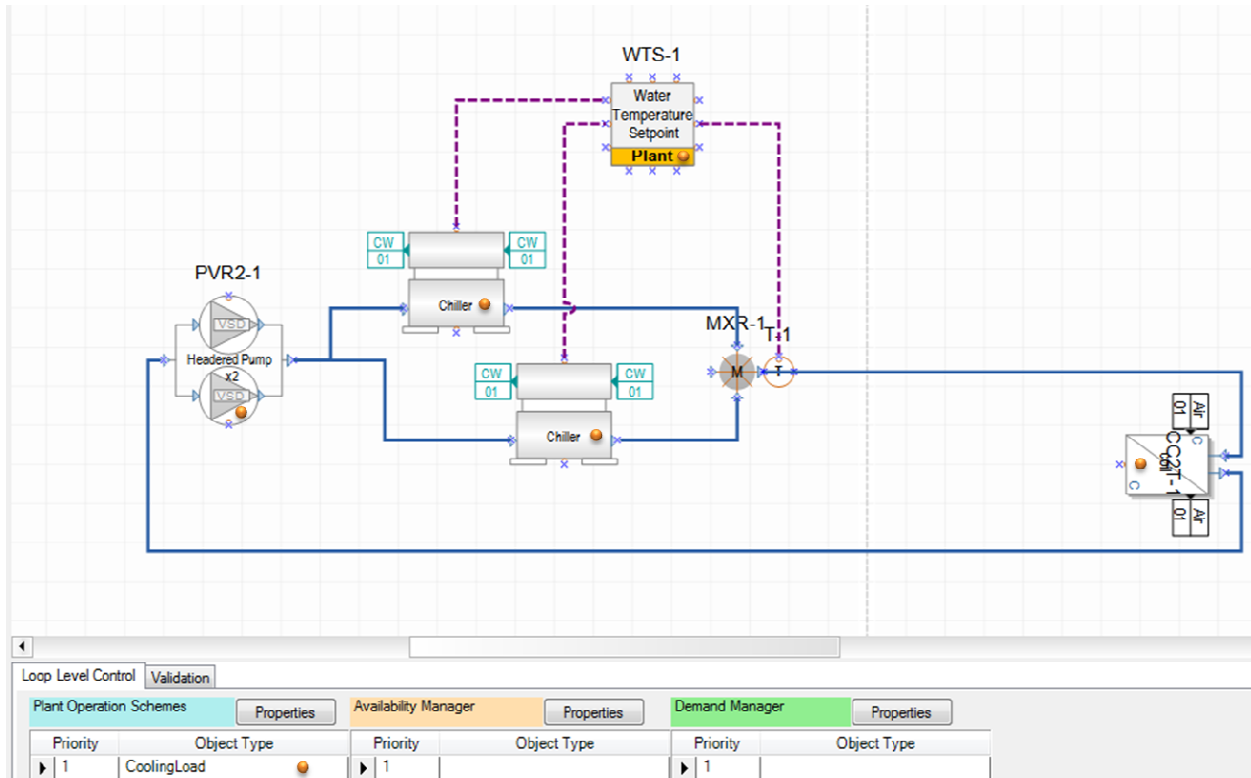 WTS-1
Water
Temperature
Setpoint
Plant
CW
01
CW
01
PVR2-1
Chiller
VSD
Headered Pump
x2
VSD
MXR-1
T-1
M
T
CW
01
CW
01
Chiller
Air
01
C
CC2T-1
C
Air
01
Loop Level Control
Validation
Plant Operation Schemes
Properties
Availability Manager
Properties
Demand Manager
Properties
Priority
Object Type
Priority
Object Type
Priority
Object Type
1
CoolingLoad
1
1